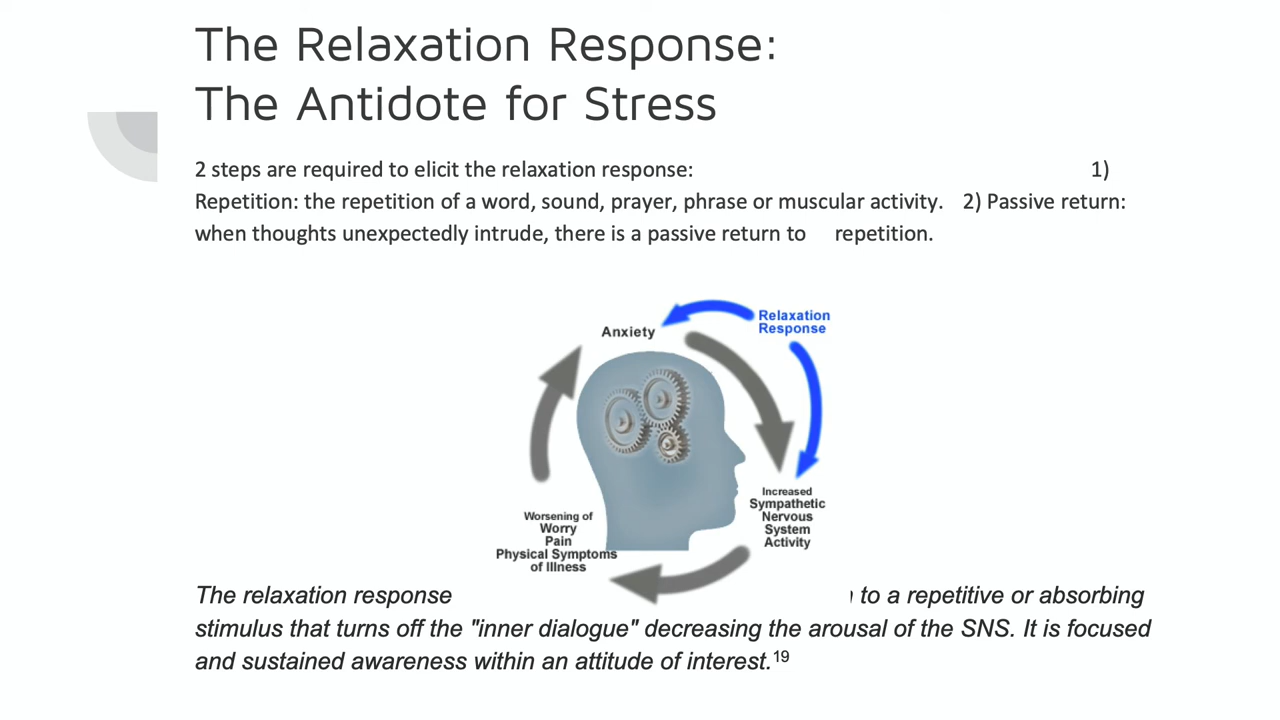 The Relaxation Response:
The Antidote for Stress
2 steps are required to elicit the relaxation response: 1)
Repetition: the repetition of a word, sound, prayer, phrase or muscular activity. 2) Passive return:
when thoughts unexpectedly intrude, there is a passive return to repetition.
Relaxation
Response
Anxiety
Increased
Sympathetic
Nervous
System
Activity
Worsening of
Worry
Pain
Physical Symptoms
of Illness
The relaxation response to a repetitive or absorbing
stimulus that turns off the "inner dialogue" decreasing the arousal of the SNS. It is focused
and sustained awareness within an attitude of interest.19